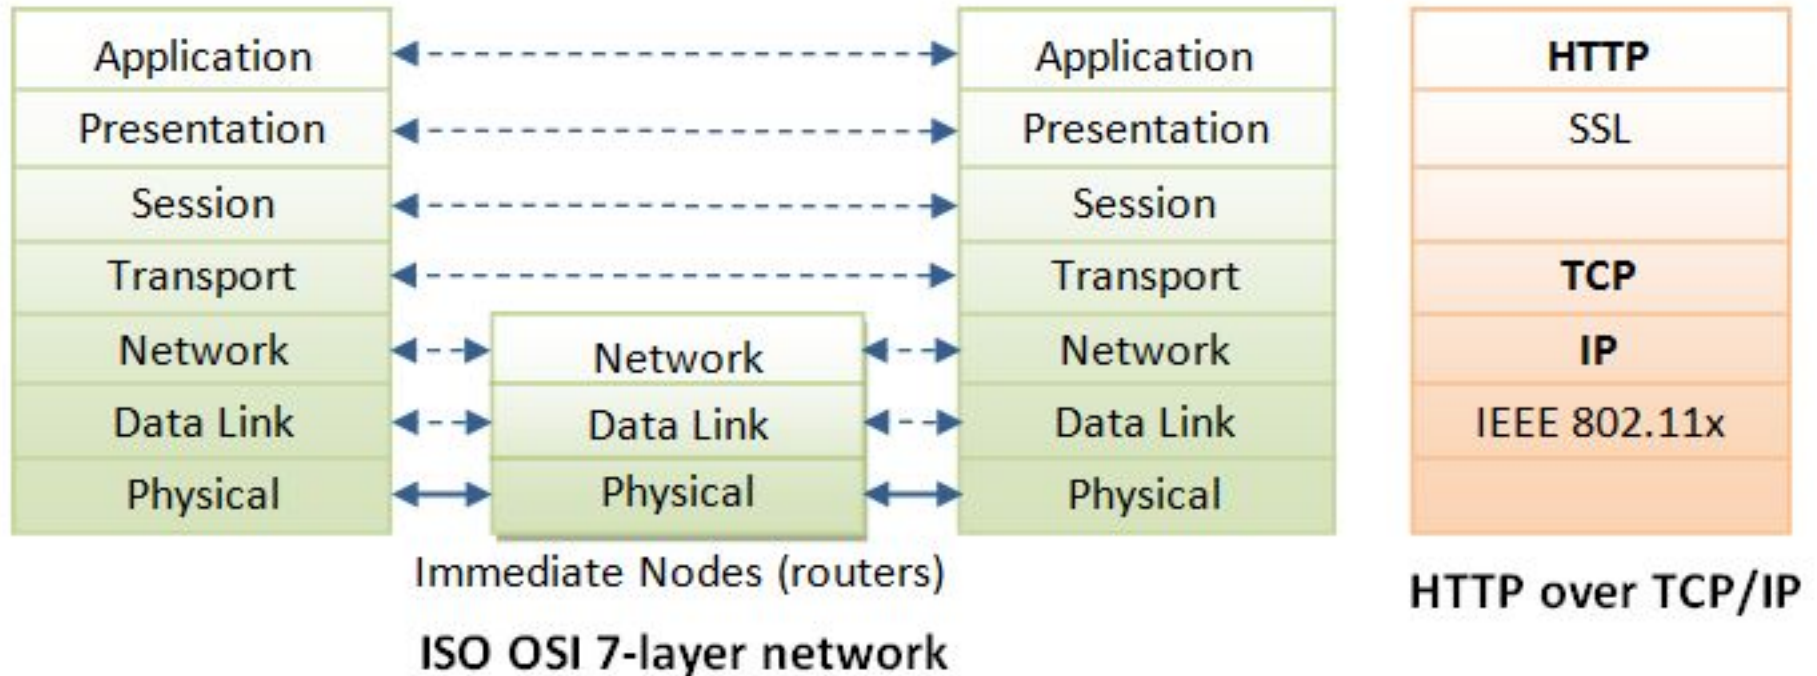 Application
Presentation
Session
Transport
Network
Data Link
Physical
Network
Data Link
Physical
Immediate Nodes (routers)
ISO OSI 7-layer network
Application
Presentation
Session
Transport
Network
Data Link
Physical
HTTP
SSL
TCP
IP
IEEE 802.11x
HTTP over TCP/IP